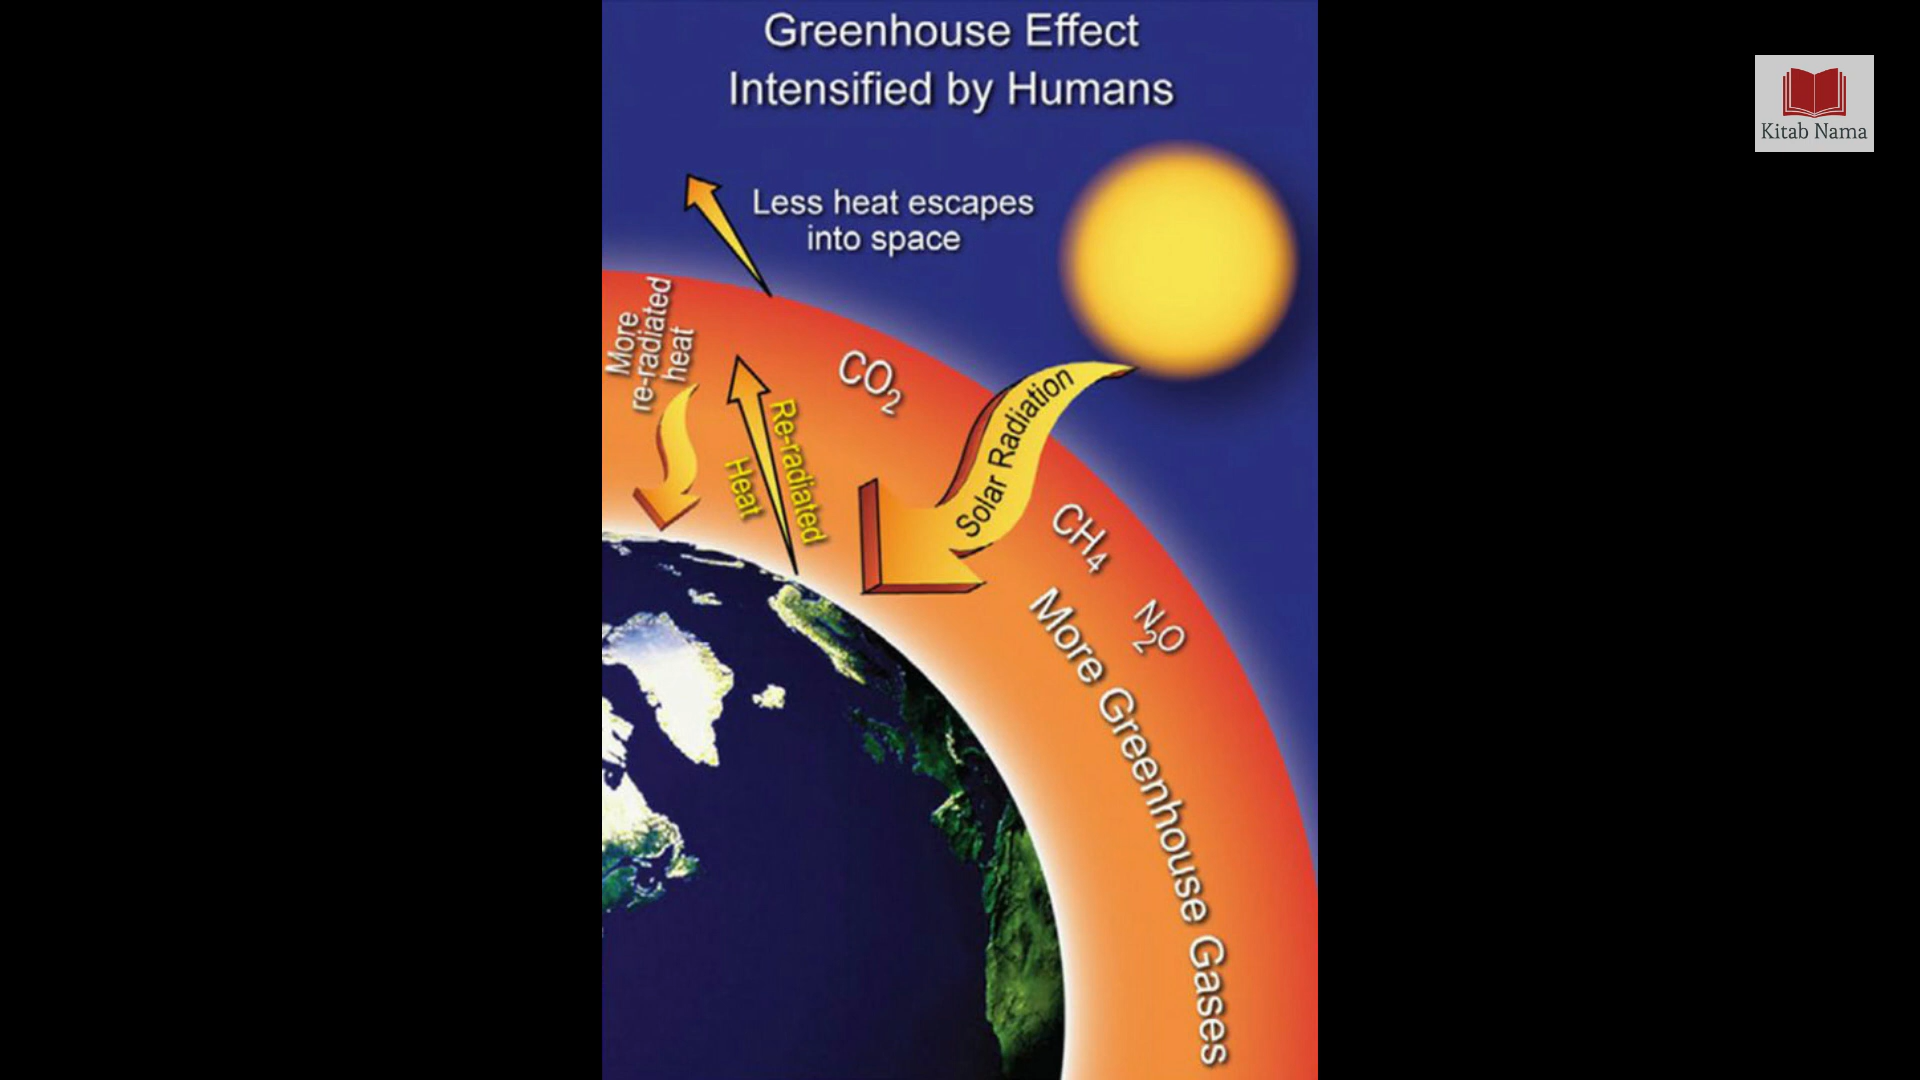 Greenhouse Effect
Intensified by Humans
Kitab Nama
Less heat escapes
into space
More
re-radiated
heat
Re-radiated
Heat
CO₂
Solar Radiation
CH₄
N₂O
More Greenhouse Gases